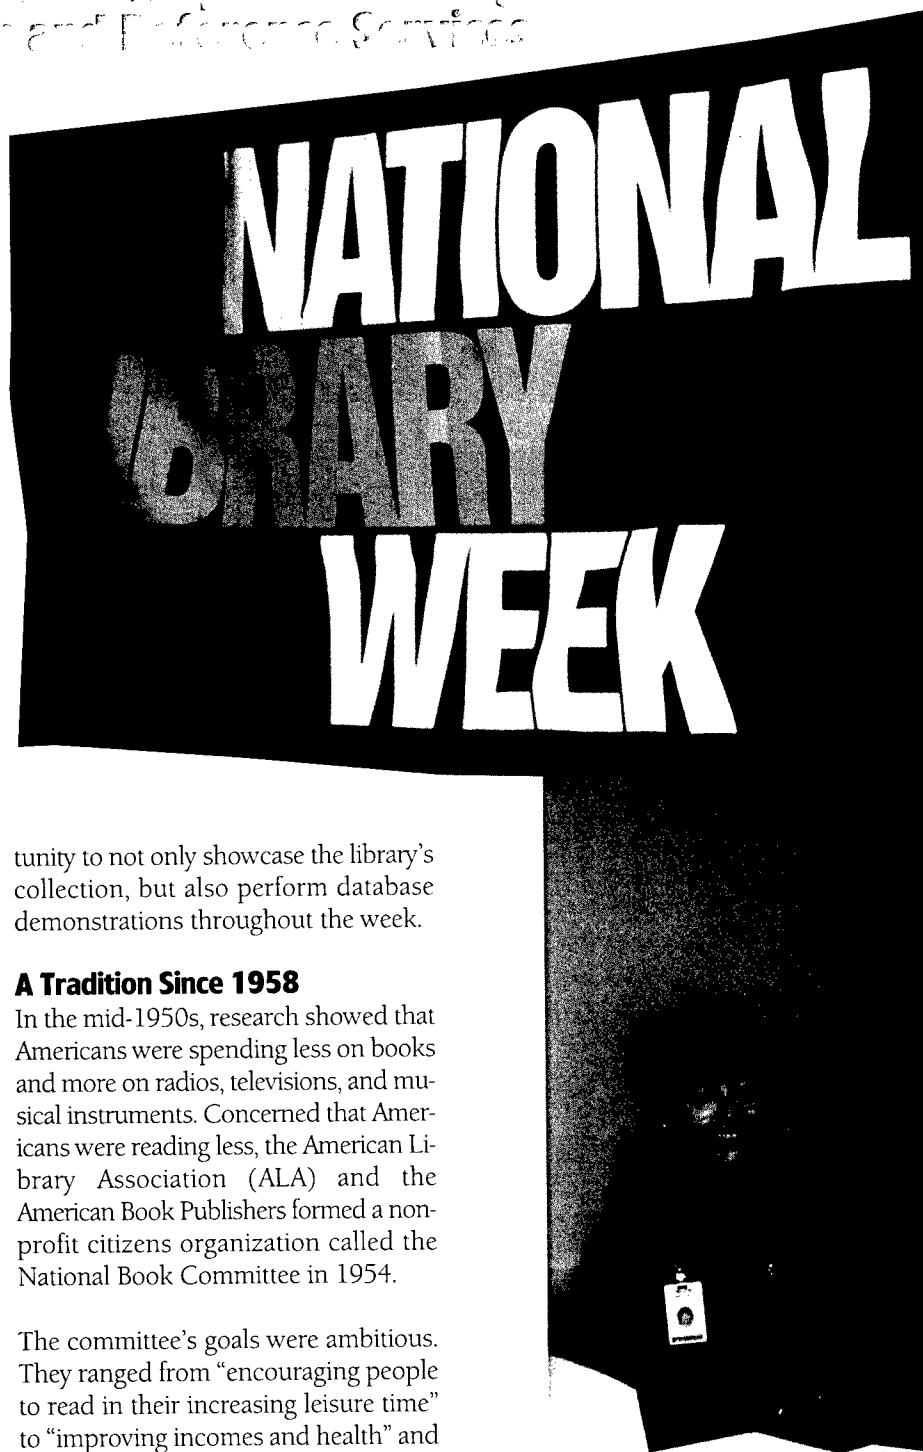 and Reference Services
NATIONAL
BRARY
WEEK
tunity to not only showcase the library's
collection, but also perform database
demonstrations throughout the week.
A Tradition Since 1958
In the mid-1950s, research showed that
Americans were spending less on books
and more on radios, televisions, and mu-
sical instruments. Concerned that Amer-
icans were reading less, the American Li-
brary Association (ALA) and the
American Book Publishers formed a non-
profit citizens organization called the
National Book Committee in 1954.
The committee's goals were ambitious.
They ranged from “encouraging people
to read in their increasing leisure time”
to “improving incomes and health” and